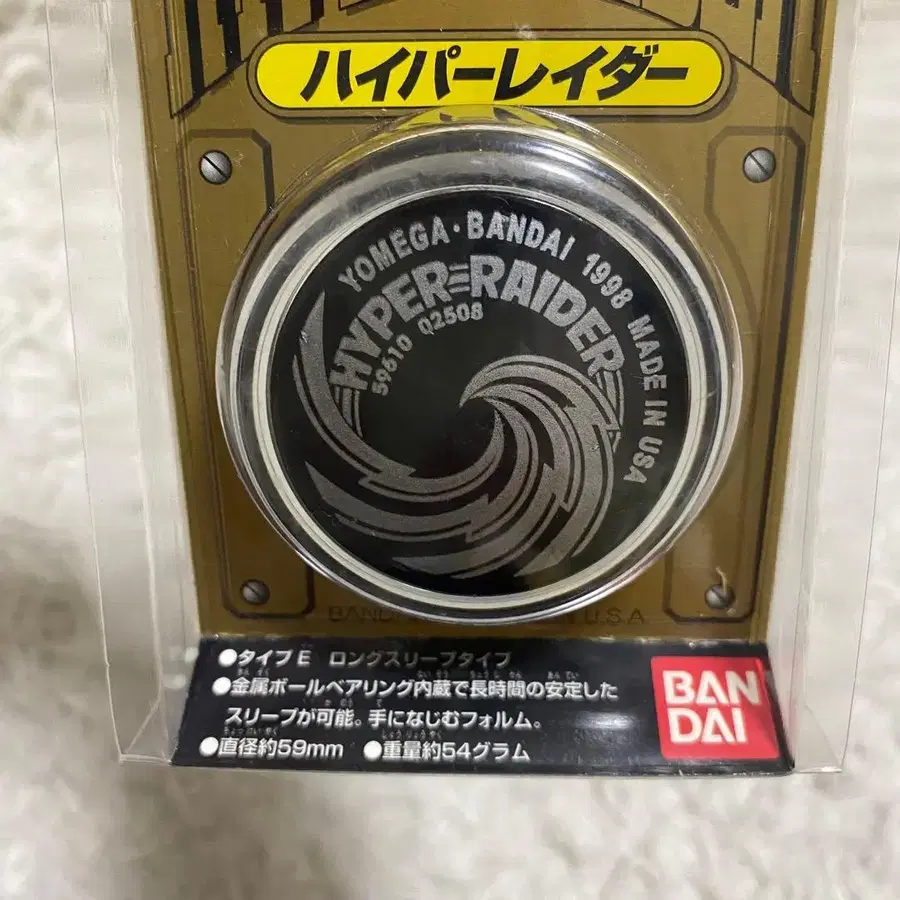 ハイパーレイダー
YOMEGA・BANDAI 1998 MADE IN USA
HYPER RAIDER
59610 Q2508
U.S.A
●タイプE ロングスリープタイプ
●金属ボールベアリング内蔵で長時間の安定した
スリープが可能。手になじむフォルム。
●直径約59mm ●重量約54グラム
BAN
DAI